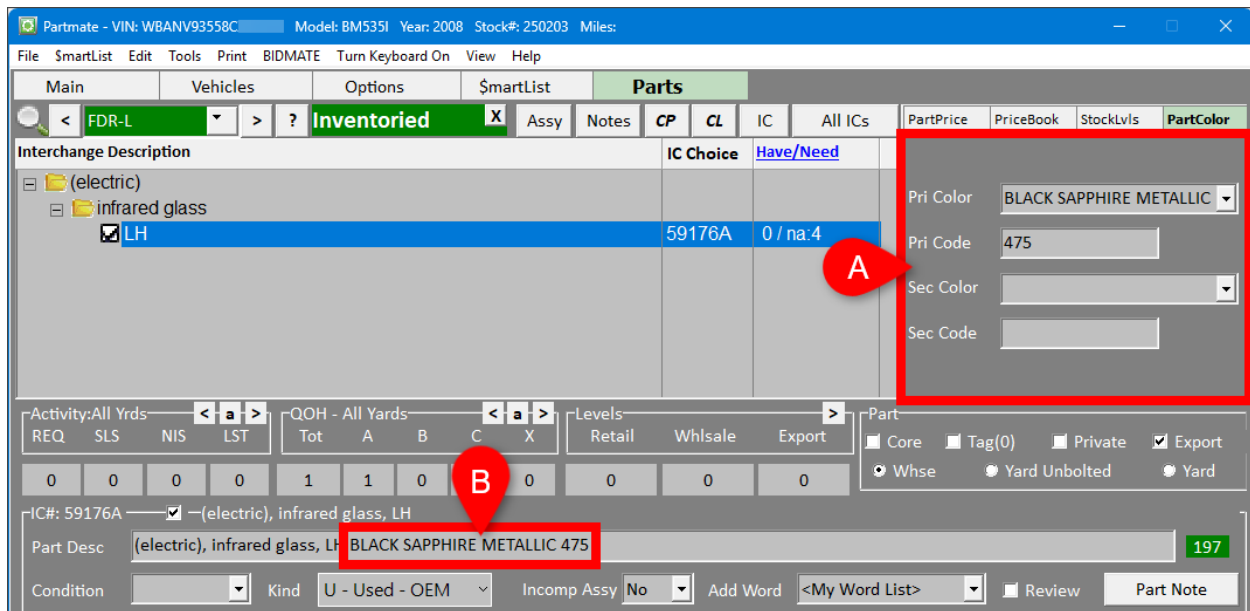 Partmate - VIN: WBANV93558C Model: BM535I Year: 2008 Stock#: 250203 Miles:
File $martList Edit Tools Print BIDMATE Turn Keyboard On View Help
Main Vehicles Options $martList Parts
< FDR-L > ? Inventoried X Assy Notes CP CL IC All ICs PartPrice PriceBook StockLvls PartColor
Interchange Description IC Choice Have/Need
(electric)
infrared glass
LH 59176A 0 / na:4
Pri Color BLACK SAPPHIRE METALLIC
Pri Code 475
Sec Color
Sec Code
A
Activity:All Yrds < a > QOH - All Yards < a > Levels > Part
REQ SLS NIS LST Tot A B C X Retail Whlsale Export Core Tag(0) Private Export
0 0 0 0 1 1 0 0 0 0 0 Whse Yard Unbolted Yard
B
IC#: 59176A (electric), infrared glass, LH
Part Desc (electric), infrared glass, LH BLACK SAPPHIRE METALLIC 475 197
Condition Kind U - Used - OEM Incomp Assy No Add Word <My Word List> Review Part Note